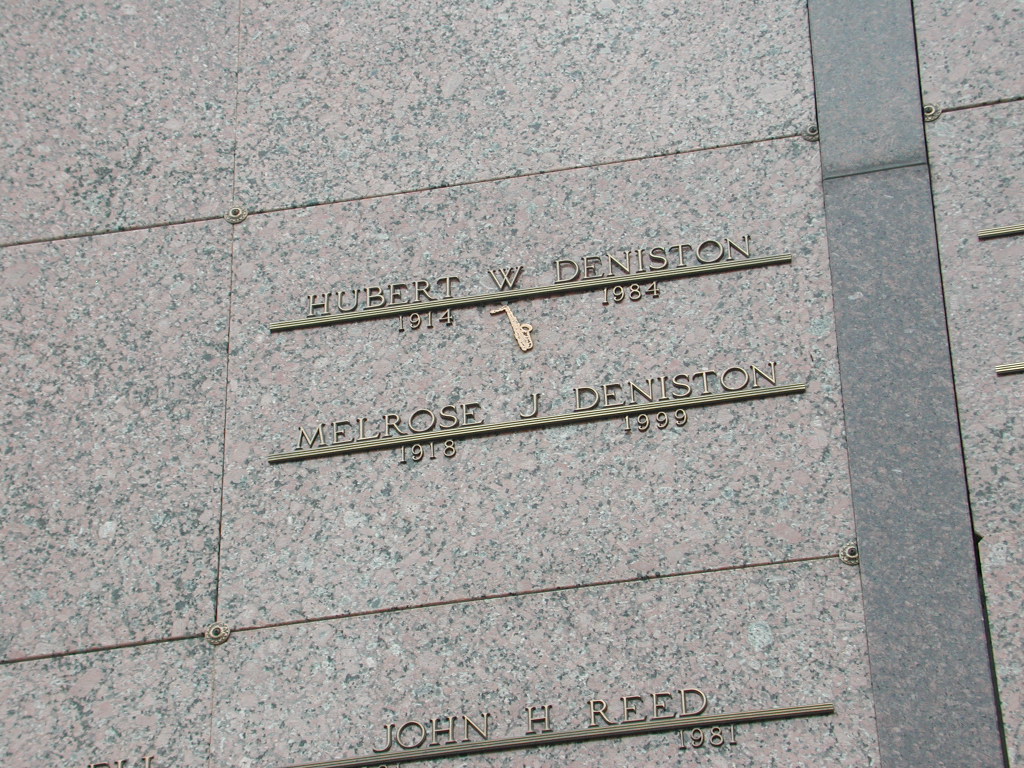 HUBERT W DENISTON
1914 1984
MELROSE J DENISTON
1918 1999
JOHN H REED
1981